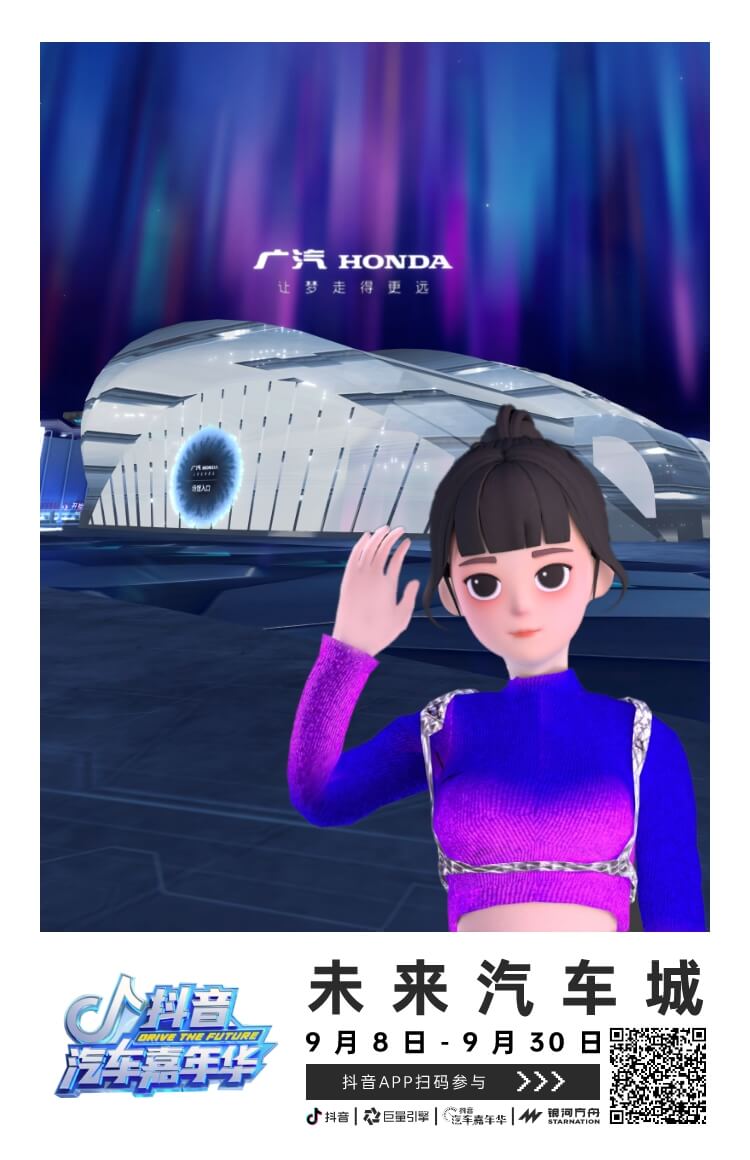 广汽 HONDA
让梦走得更远
广汽 HONDA
分馆入口
抖音
DRIVE THE FUTURE
汽车嘉年华
未来汽车城
9月8日-9月30日
抖音APP扫码参与 >>>
抖音 | 巨量引擎 | 抖音汽车嘉年华 | 银河方舟 STARNATION